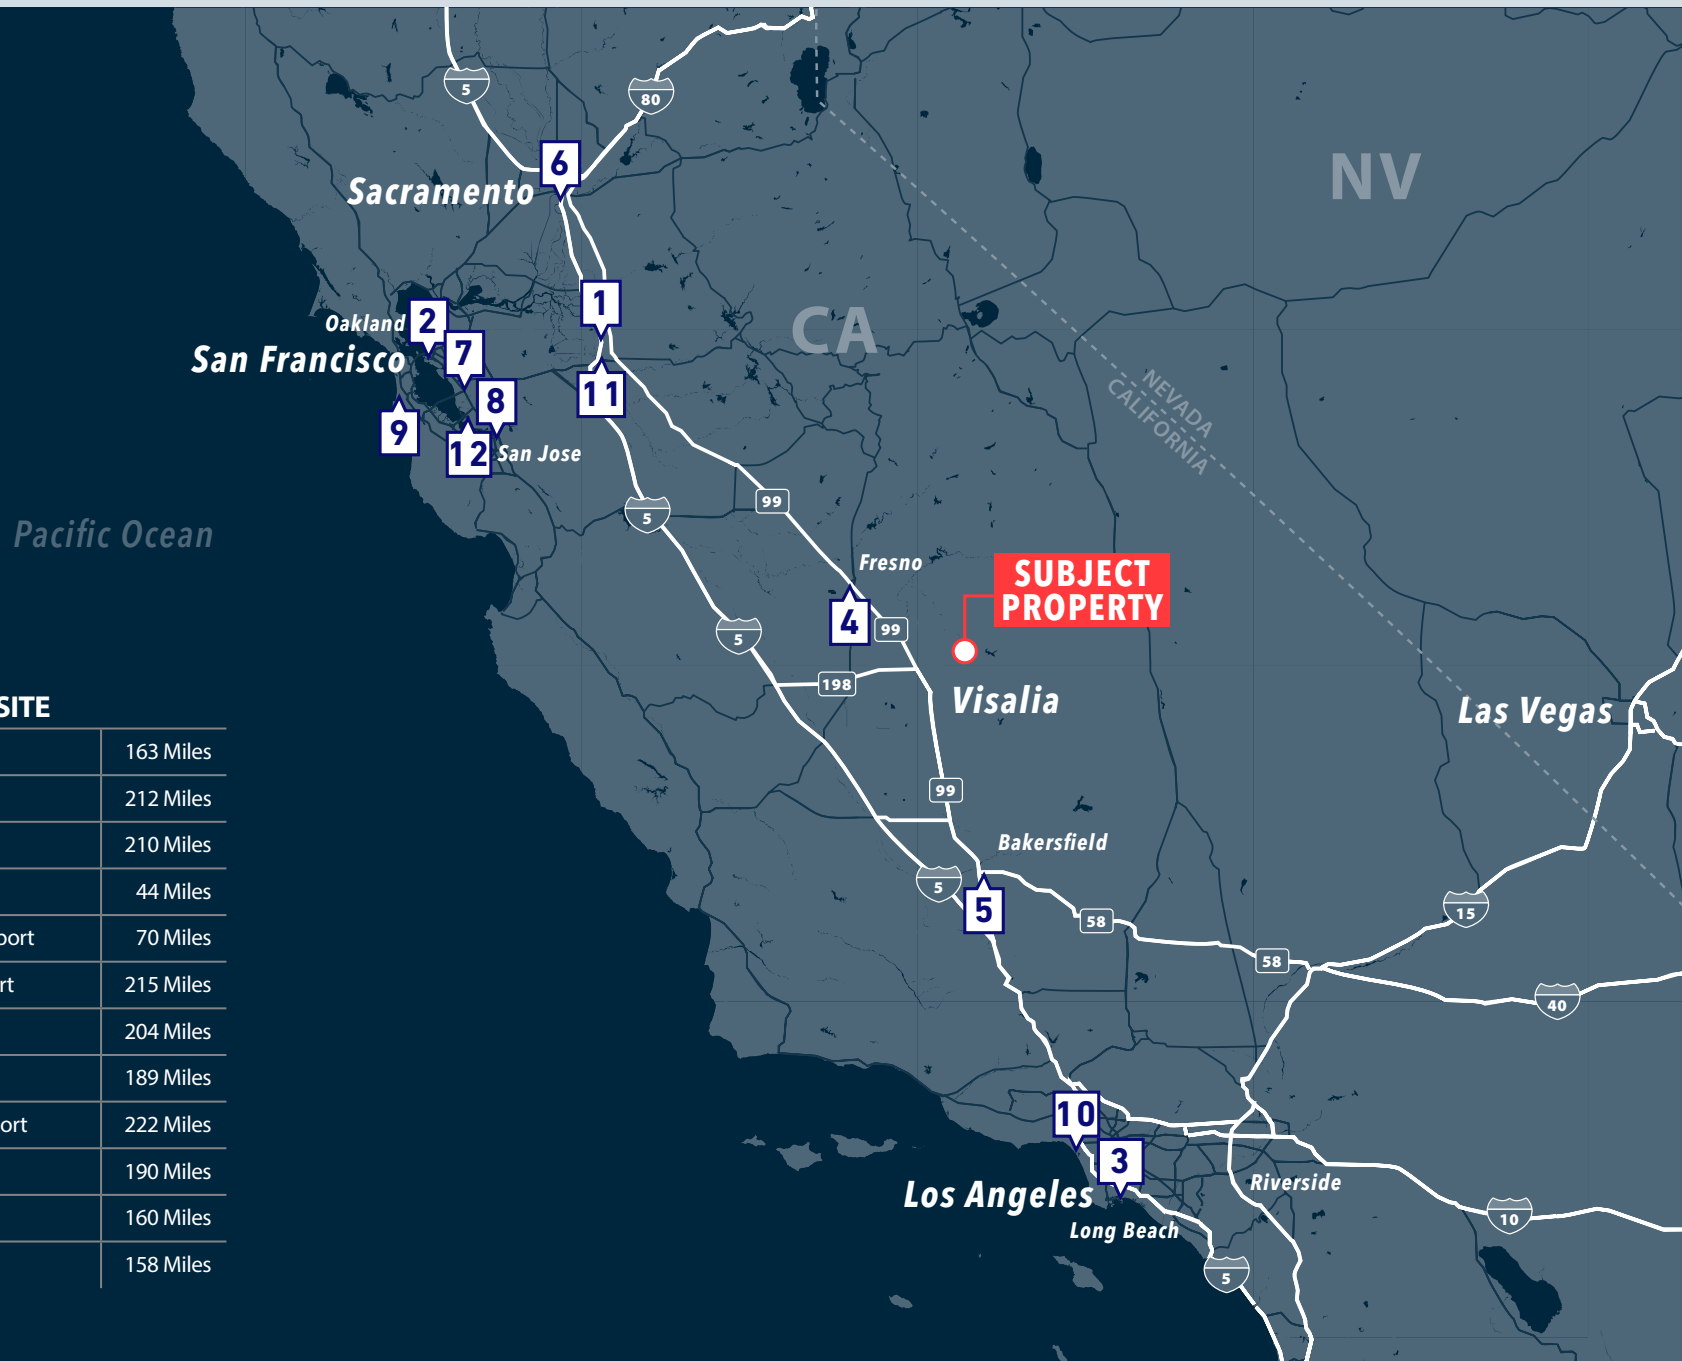 5
80
6
Sacramento
NV
1
CA
Oakland
2
San Francisco
7
8
11
9
12
San Jose
NEVADA
CALIFORNIA
99
5
Pacific Ocean
Fresno
SUBJECT
PROPERTY
4
99
5
198
Visalia
Las Vegas
SITE
163 Miles
212 Miles
210 Miles
44 Miles
port 70 Miles
rt 215 Miles
204 Miles
189 Miles
ort 222 Miles
190 Miles
160 Miles
158 Miles
99
Bakersfield
5
5
58
15
58
40
10
3
Los Angeles
Riverside
Long Beach
10
5